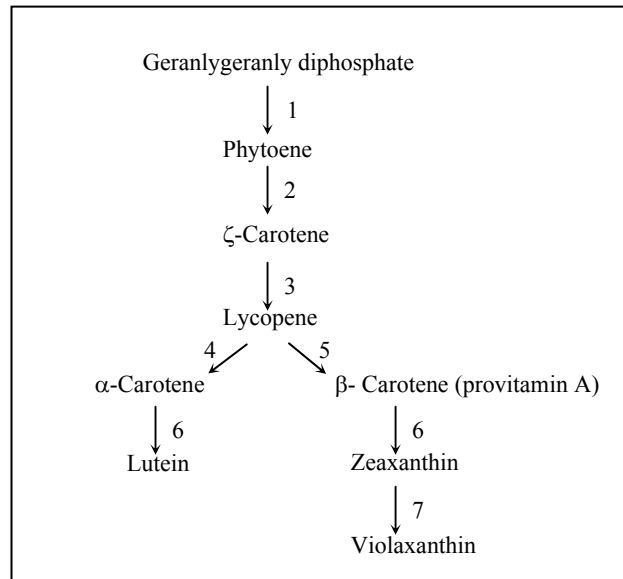 Geranlygeranly diphosphate
1
Phytoene
2
ζ-Carotene
3
Lycopene
4 5
α-Carotene β- Carotene (provitamin A)
6 6
Lutein Zeaxanthin
7
Violaxanthin